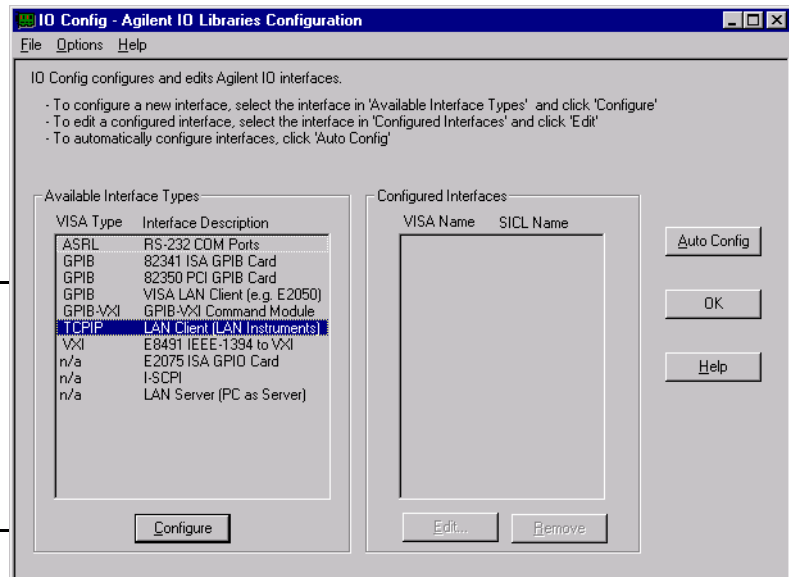 IO Config - Agilent IO Libraries Configuration
File Options Help
IO Config configures and edits Agilent IO interfaces.
- To configure a new interface, select the interface in 'Available Interface Types' and click 'Configure'
- To edit a configured interface, select the interface in 'Configured Interfaces' and click 'Edit'
- To automatically configure interfaces, click 'Auto Config'
Available Interface Types
VISA Type Interface Description
ASRL RS-232 COM Ports
GPIB 82341 ISA GPIB Card
GPIB 82350 PCI GPIB Card
GPIB VISA LAN Client (e.g. E2050)
GPIB-VXI GPIB-VXI Command Module
TCPIP LAN Client (LAN Instruments)
VXI E8491 IEEE-1394 to VXI
n/a E2075 ISA GPIO Card
n/a I-SCPI
n/a LAN Server (PC as Server)
Configure
Configured Interfaces
VISA Name SICL Name
Edit... Remove
Auto Config
OK
Help